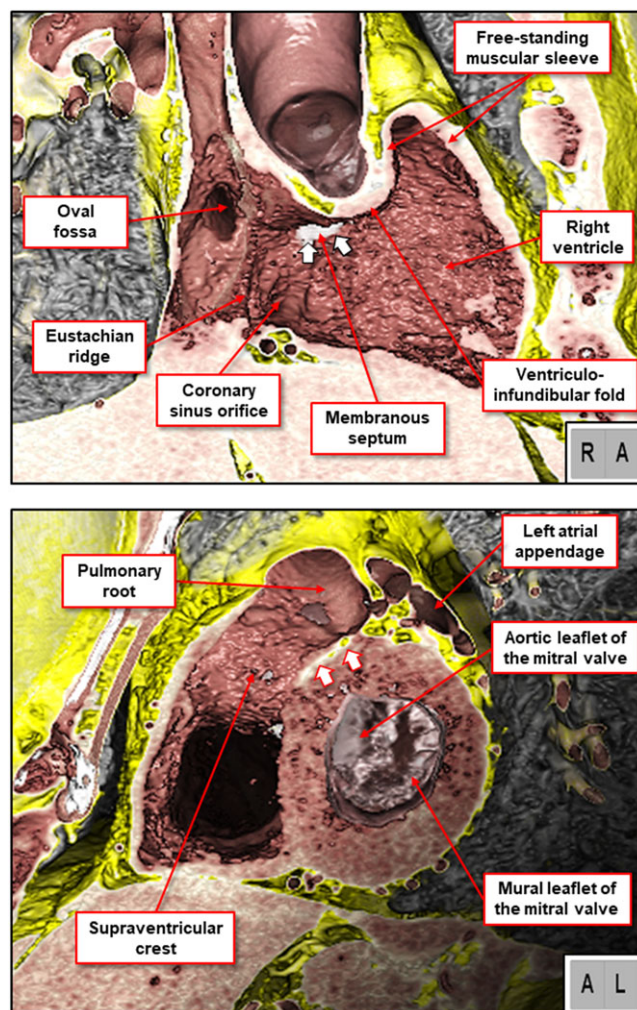 Free-standing
muscular sleeve
Oval
fossa
Right
ventricle
Eustachian
ridge
Coronary
sinus orifice
Membranous
septum
Ventriculo-
infundibular fold
R A
Left atrial
appendage
Pulmonary
root
Aortic leaflet
of the mitral valve
Supraventricular
crest
Mural leaflet of
the mitral valve
A L